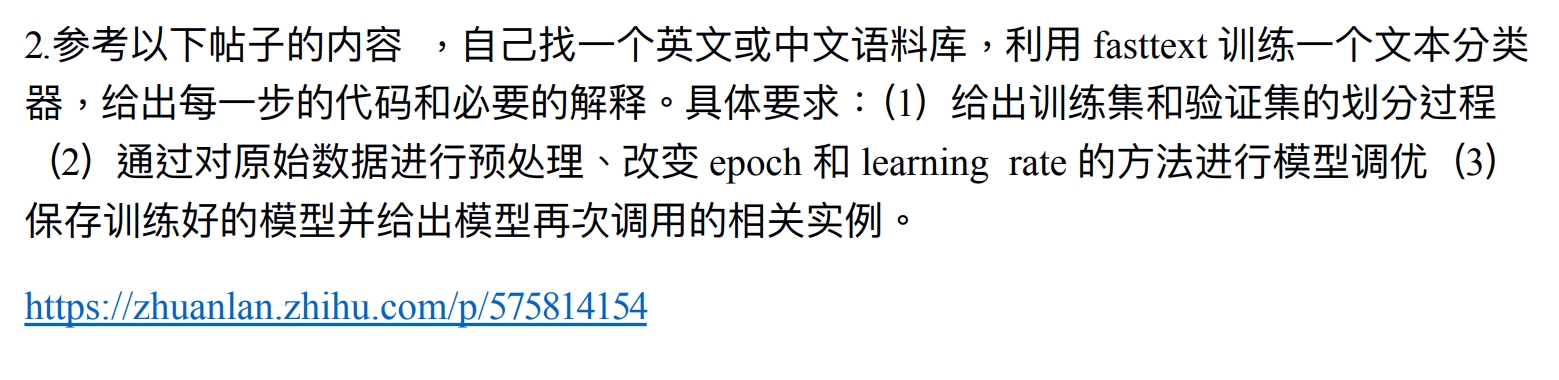 2.参考以下帖子的内容 ，自己找一个英文或中文语料库，利用 fasttext 训练一个文本分类
器，给出每一步的代码和必要的解释。具体要求：(1) 给出训练集和验证集的划分过程
(2) 通过对原始数据进行预处理、改变 epoch 和 learning rate 的方法进行模型调优 (3)
保存训练好的模型并给出模型再次调用的相关实例。
https://zhuanlan.zhihu.com/p/575814154